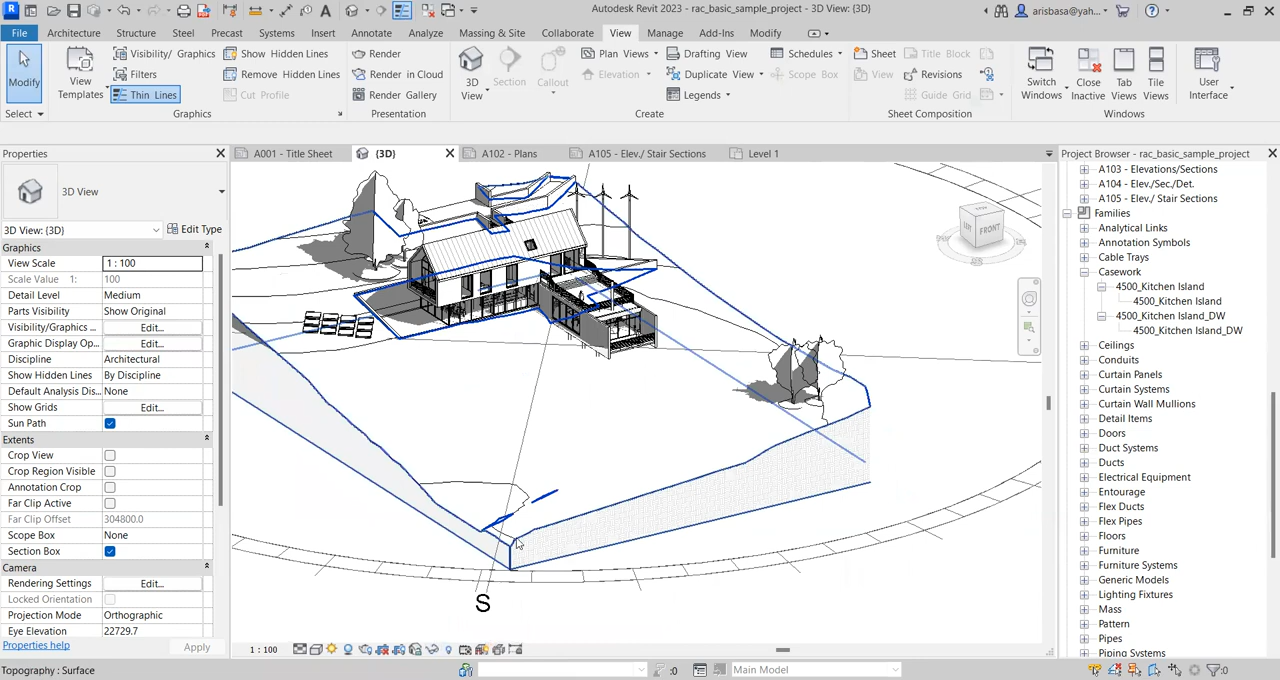 Autodesk Revit 2023 - rac_basic_sample_project - 3D View: {3D}
arisbasa@yah...
File Architecture Structure Steel Precast Systems Insert Annotate Analyze Massing & Site Collaborate View Manage Add-Ins Modify
Modify
Select
View Templates
Visibility/ Graphics
Filters
Thin Lines
Show Hidden Lines
Remove Hidden Lines
Cut Profile
Graphics
Render
Render in Cloud
Render Gallery
Presentation
3D View
Section
Callout
Plan Views
Elevation
Drafting View
Duplicate View
Legends
Schedules
Scope Box
Create
Sheet
View
Title Block
Revisions
Guide Grid
Sheet Composition
Switch Windows
Close Inactive
Tab Views
Tile Views
Windows
User Interface
Properties
A001 - Title Sheet
{3D}
A102 - Plans
A105 - Elev./ Stair Sections
Level 1
Project Browser - rac_basic_sample_project
3D View
3D View: {3D}
Edit Type
Graphics
View Scale 1 : 100
Scale Value 1: 100
Detail Level Medium
Parts Visibility Show Original
Visibility/Graphics ... Edit...
Graphic Display Op... Edit...
Discipline Architectural
Show Hidden Lines By Discipline
Default Analysis Dis... None
Show Grids Edit...
Sun Path
Extents
Crop View
Crop Region Visible
Annotation Crop
Far Clip Active
Far Clip Offset 304800.0
Scope Box None
Section Box
Camera
Rendering Settings Edit...
Locked Orientation
Projection Mode Orthographic
Eye Elevation 22729.7
Properties help
Apply
FRONT
S
A103 - Elevations/Sections
A104 - Elev./Sec./Det.
A105 - Elev./ Stair Sections
Families
Analytical Links
Annotation Symbols
Cable Trays
Casework
4500_Kitchen Island
4500_Kitchen Island
4500_Kitchen Island_DW
4500_Kitchen Island_DW
Ceilings
Conduits
Curtain Panels
Curtain Systems
Curtain Wall Mullions
Detail Items
Doors
Duct Systems
Ducts
Electrical Equipment
Entourage
Flex Ducts
Flex Pipes
Floors
Furniture
Furniture Systems
Generic Models
Lighting Fixtures
Mass
Pattern
Pipes
Piping Systems
1 : 100
Topography : Surface
:0
Main Model
:0